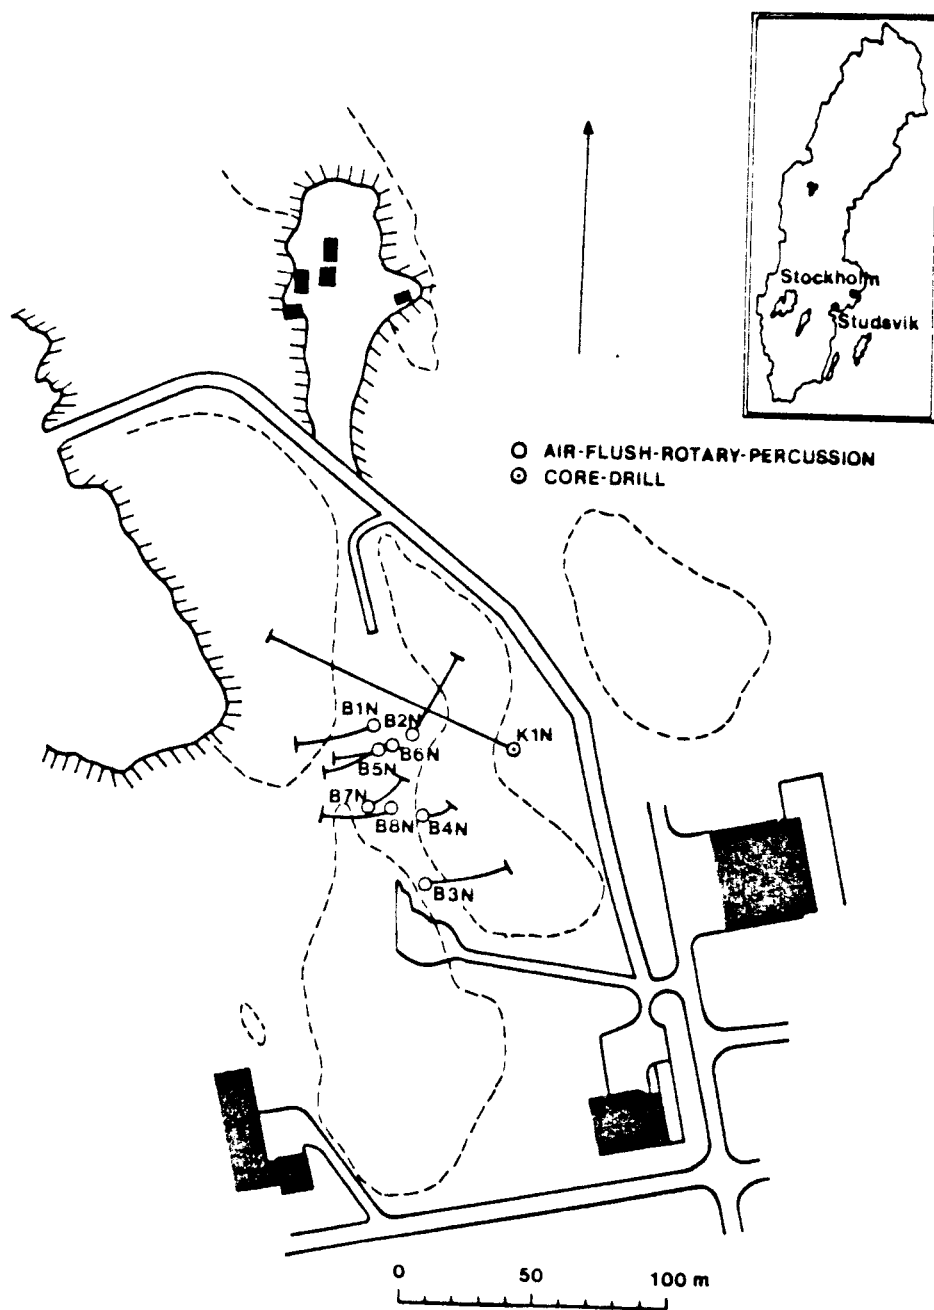 Stockholm
Studsvik
AIR-FLUSH-ROTARY-PERCUSSION
CORE-DRILL
B1N
B2N
K1N
B6N
B5N
B7N
B8N
B4N
B3N
0 50 100 m